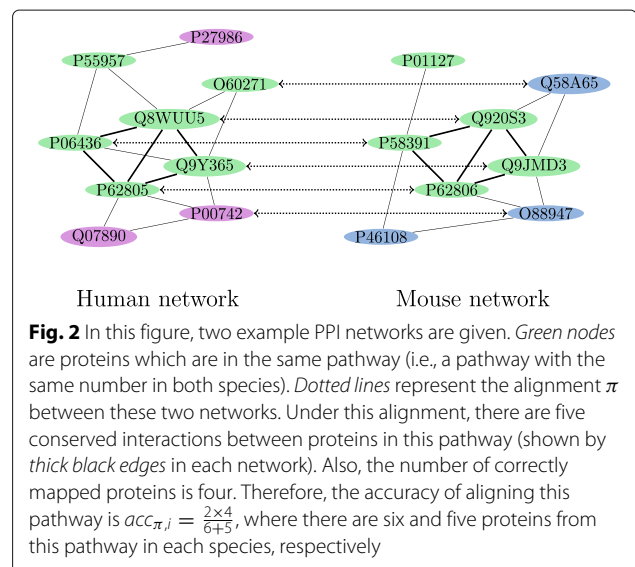 P27986
P55957
P01127
O60271
Q58A65
Q8WUU5
Q920S3
P06436
P58391
Q9Y365
Q9JMD3
P62805
P62806
P00742
O88947
Q07890
P46108
Human network
Mouse network
Fig. 2 In this figure, two example PPI networks are given. Green nodes
are proteins which are in the same pathway (i.e., a pathway with the
same number in both species). Dotted lines represent the alignment π
between these two networks. Under this alignment, there are five
conserved interactions between proteins in this pathway (shown by
thick black edges in each network). Also, the number of correctly
mapped proteins is four. Therefore, the accuracy of aligning this
pathway is acc_{π,i} = \frac{2×4}{6+5}, where there are six and five proteins from
this pathway in each species, respectively